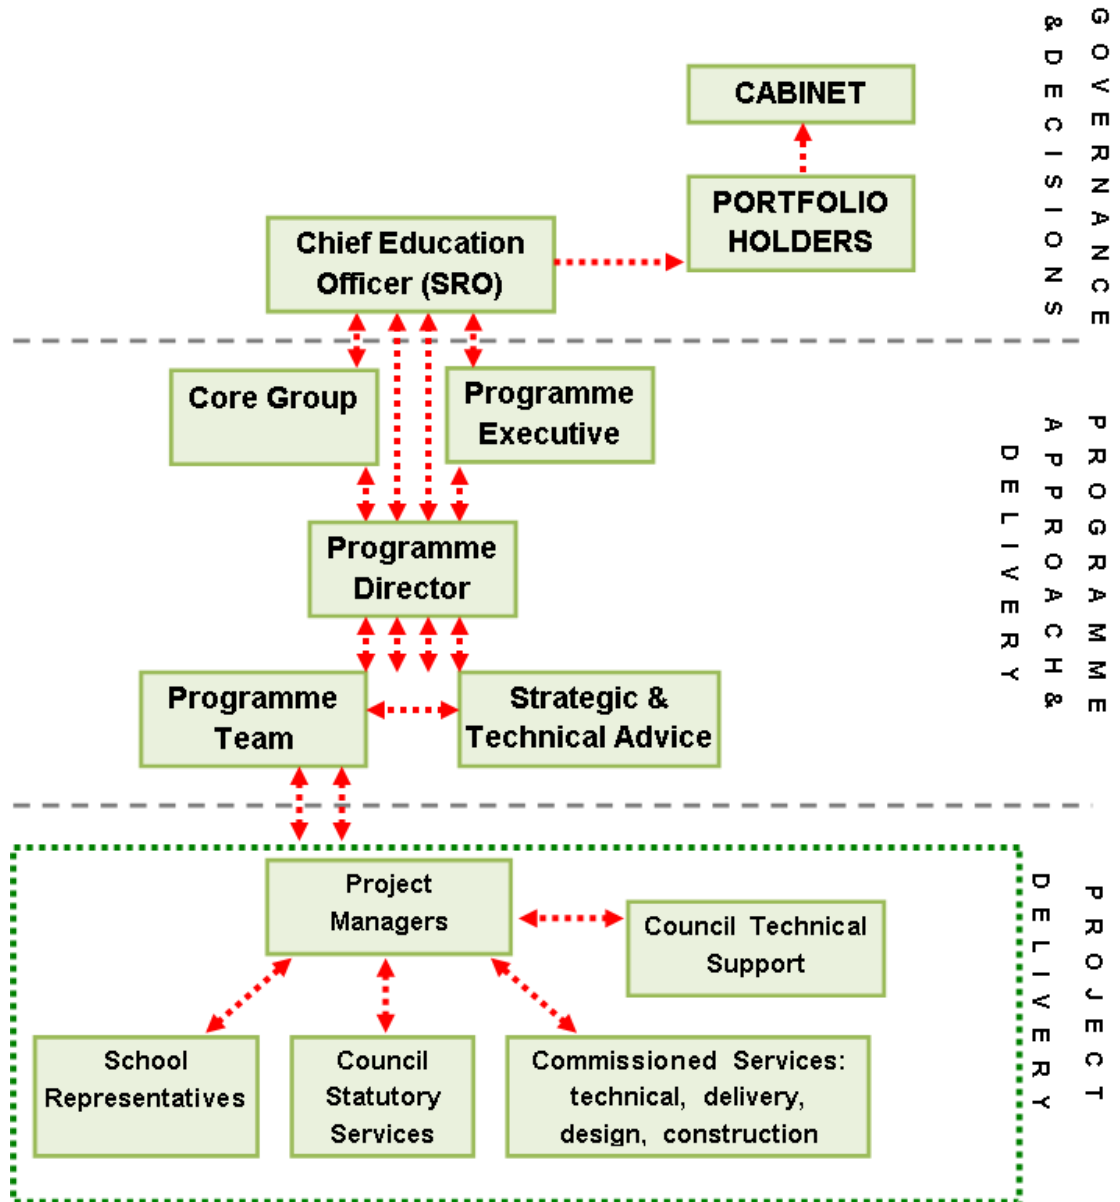 GOVERNANCE
& DECISIONS
CABINET
PORTFOLIO
HOLDERS
Chief Education
Officer (SRO)
PROGRAMME
APPROACH &
DELIVERY
Core Group
Programme
Executive
Programme
Director
Programme
Team
Strategic &
Technical Advice
PROJECT
DELIVERY
Project
Managers
Council Technical
Support
School
Representatives
Council
Statutory
Services
Commissioned Services:
technical, delivery,
design, construction